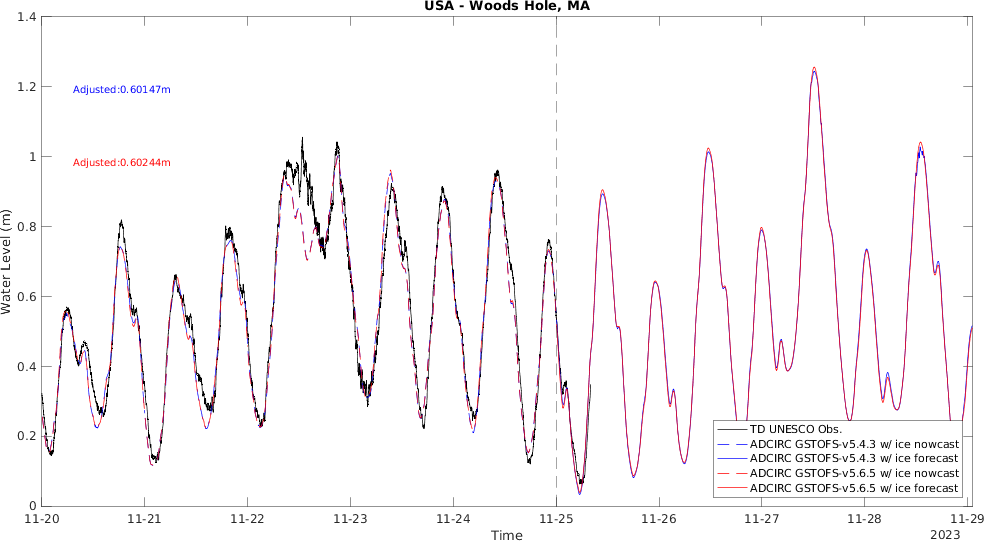 USA - Woods Hole, MA
1.4
1.2
1
0.8
0.6
0.4
0.2
0
Water Level (m)
Adjusted:0.60147m
Adjusted:0.60244m
TD UNESCO Obs.
ADCIRC GSTOFS-v5.4.3 w/ ice nowcast
ADCIRC GSTOFS-v5.4.3 w/ ice forecast
ADCIRC GSTOFS-v5.6.5 w/ ice nowcast
ADCIRC GSTOFS-v5.6.5 w/ ice forecast
11-20 11-21 11-22 11-23 11-24 11-25 11-26 11-27 11-28 11-29
Time
2023